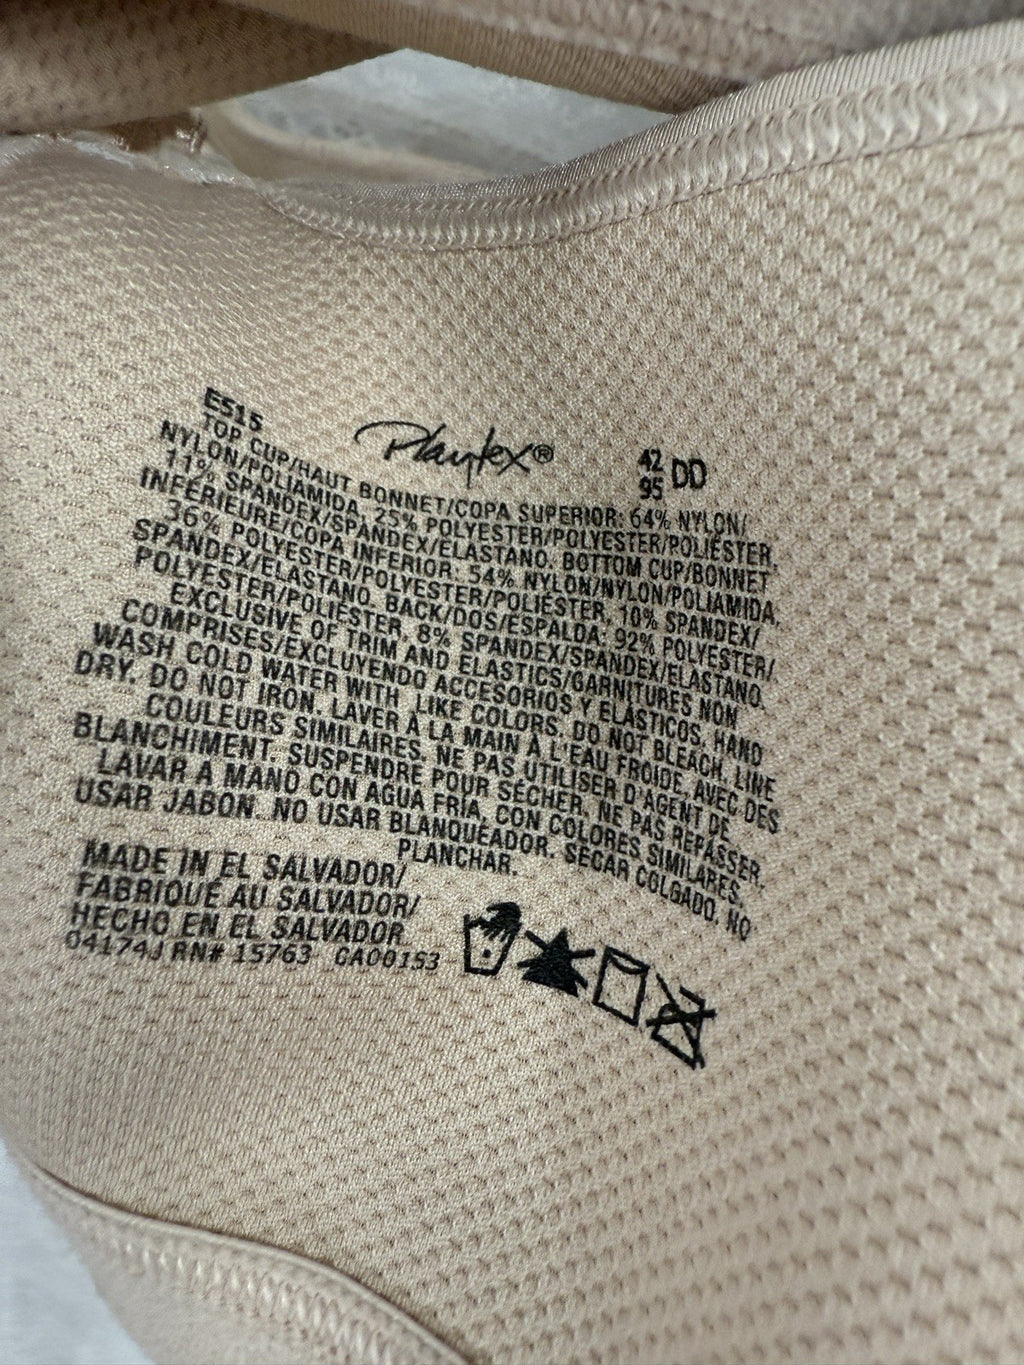 E515
Playtex®
42
95 DD
TOP CUP/HAUT BONNET/COPA SUPERIOR: 64% NYLON/
NYLON/POLIAMIDA, 25% POLYESTER/POLYESTER/POLIÉSTER,
11% SPANDEX/SPANDEX/ELASTANO. BOTTOM CUP/BONNET
INFÉRIEURE/COPA INFERIOR: 54% NYLON/NYLON/POLIAMIDA,
36% POLYESTER/POLYESTER/POLIÉSTER, 10% SPANDEX/
SPANDEX/ELASTANO. BACK/DOS/ESPALDA: 92% POLYESTER/
POLYESTER/POLIÉSTER, 8% SPANDEX/SPANDEX/ELASTANO.
EXCLUSIVE OF TRIM AND ELASTICS/GARNITURES NON
COMPRISES/EXCLUYENDO ACCESORIOS Y ELÁSTICOS. HAND
WASH COLD WATER WITH LIKE COLORS. DO NOT BLEACH. LINE
DRY. DO NOT IRON. LAVER À LA MAIN À L'EAU FROIDE, AVEC DES
COULEURS SIMILAIRES. NE PAS UTILISER D'AGENT DE
BLANCHIMENT. SUSPENDRE POUR SÉCHER. NE PAS REPASSER.
LAVAR A MANO CON AGUA FRÍA, CON COLORES SIMILARES.
USAR JABON. NO USAR BLANQUEADOR. SECAR COLGADO. NO
PLANCHAR.
MADE IN EL SALVADOR/
FABRIQUÉ AU SALVADOR/
HECHO EN EL SALVADOR
04174J RN# 15763 CA00153